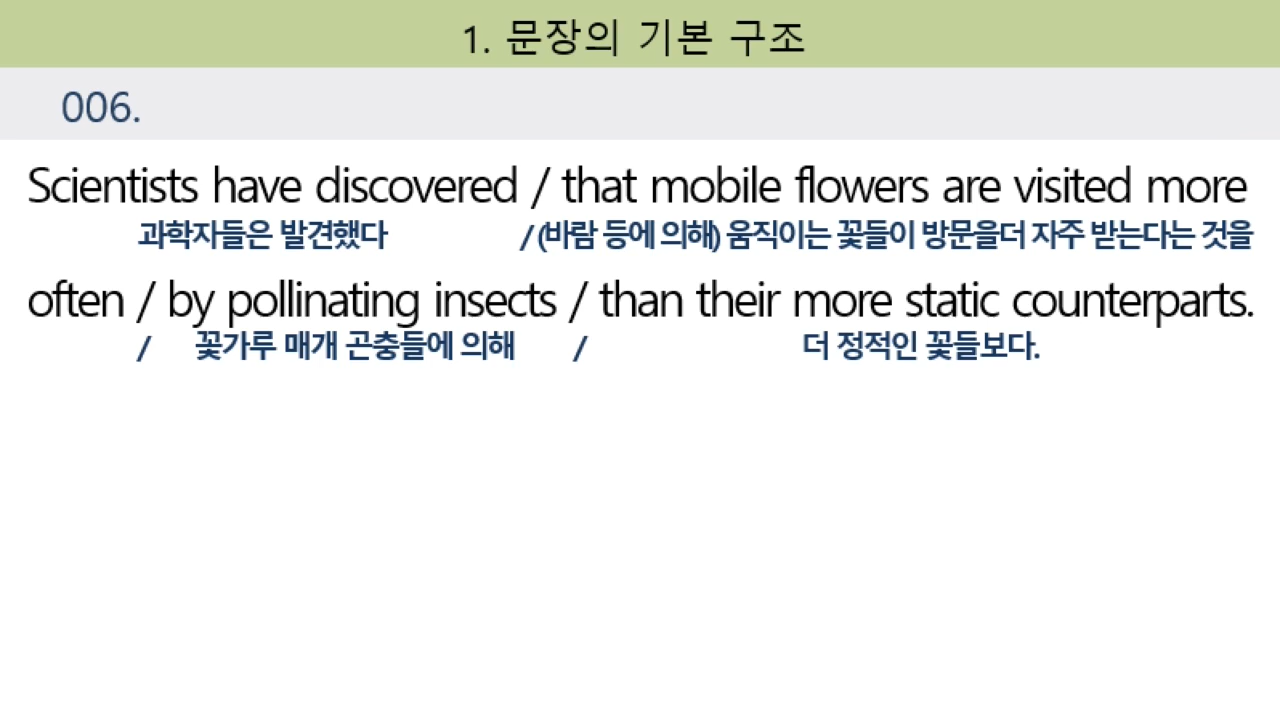 1. 문장의 기본 구조
006.
Scientists have discovered / that mobile flowers are visited more
과학자들은 발견했다 / (바람 등에 의해) 움직이는 꽃들이 방문을더 자주 받는다는 것을
often / by pollinating insects / than their more static counterparts.
/ 꽃가루 매개 곤충들에 의해 / 더 정적인 꽃들보다.